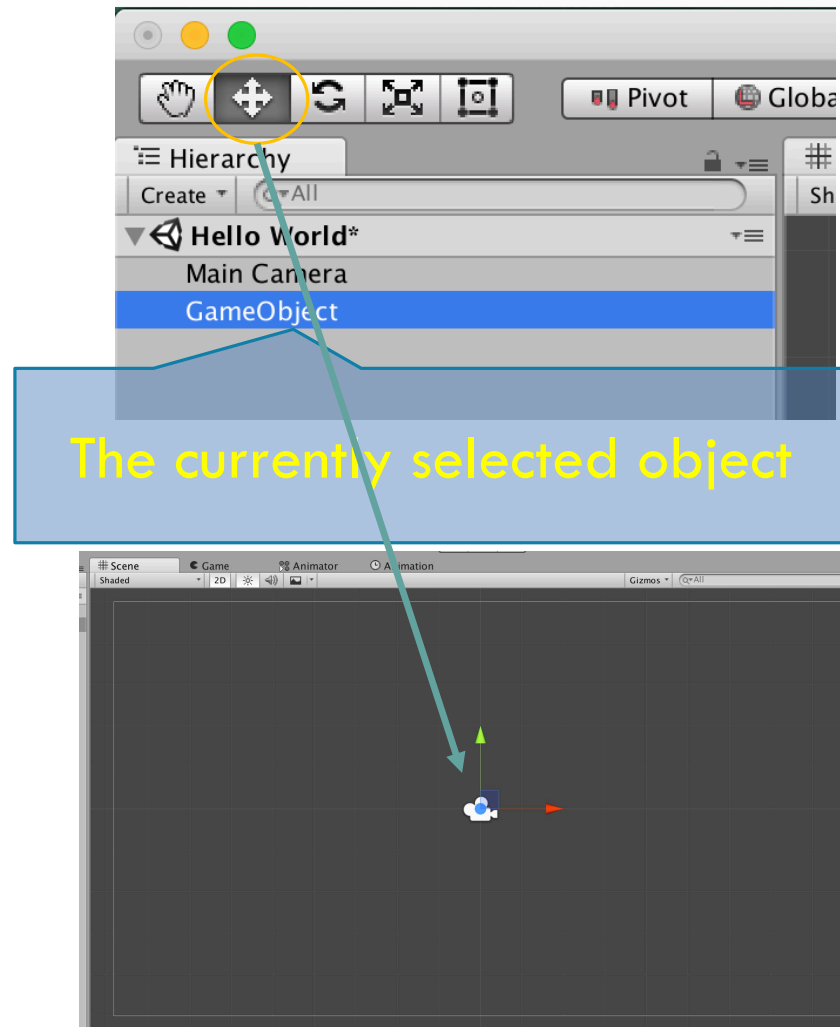 Pivot Globa
Hierarchy
Create All Sh
Hello World*
Main Camera
GameObject
The currently selected object
Scene Game Animator Animation
Shaded 2D Gizmos All